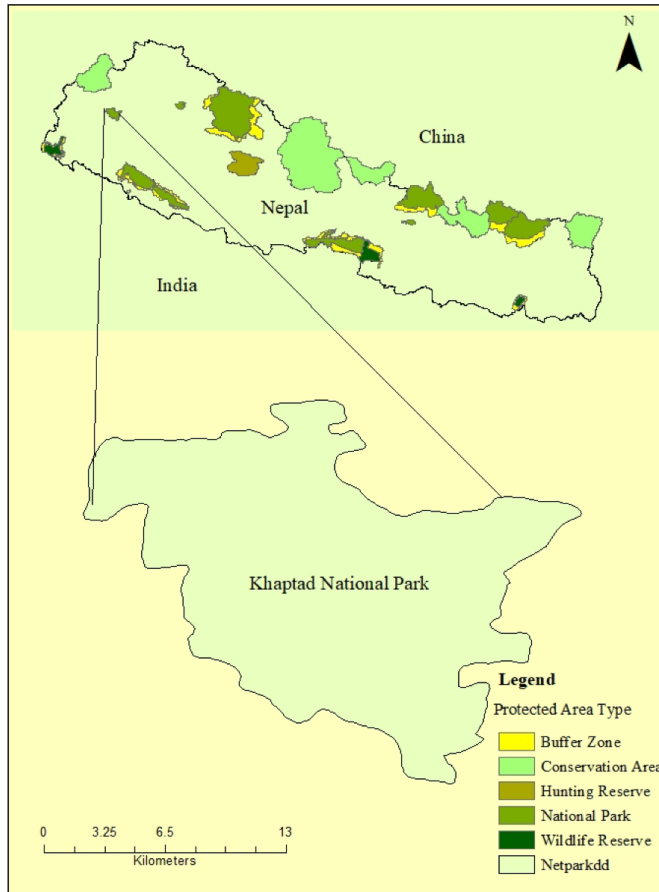 N
China
Nepal
India
Khaptad National Park
Legend
Protected Area Type
Buffer Zone
Conservation Area
Hunting Reserve
National Park
Wildlife Reserve
Netparkdd
0 3.25 6.5 13
Kilometers